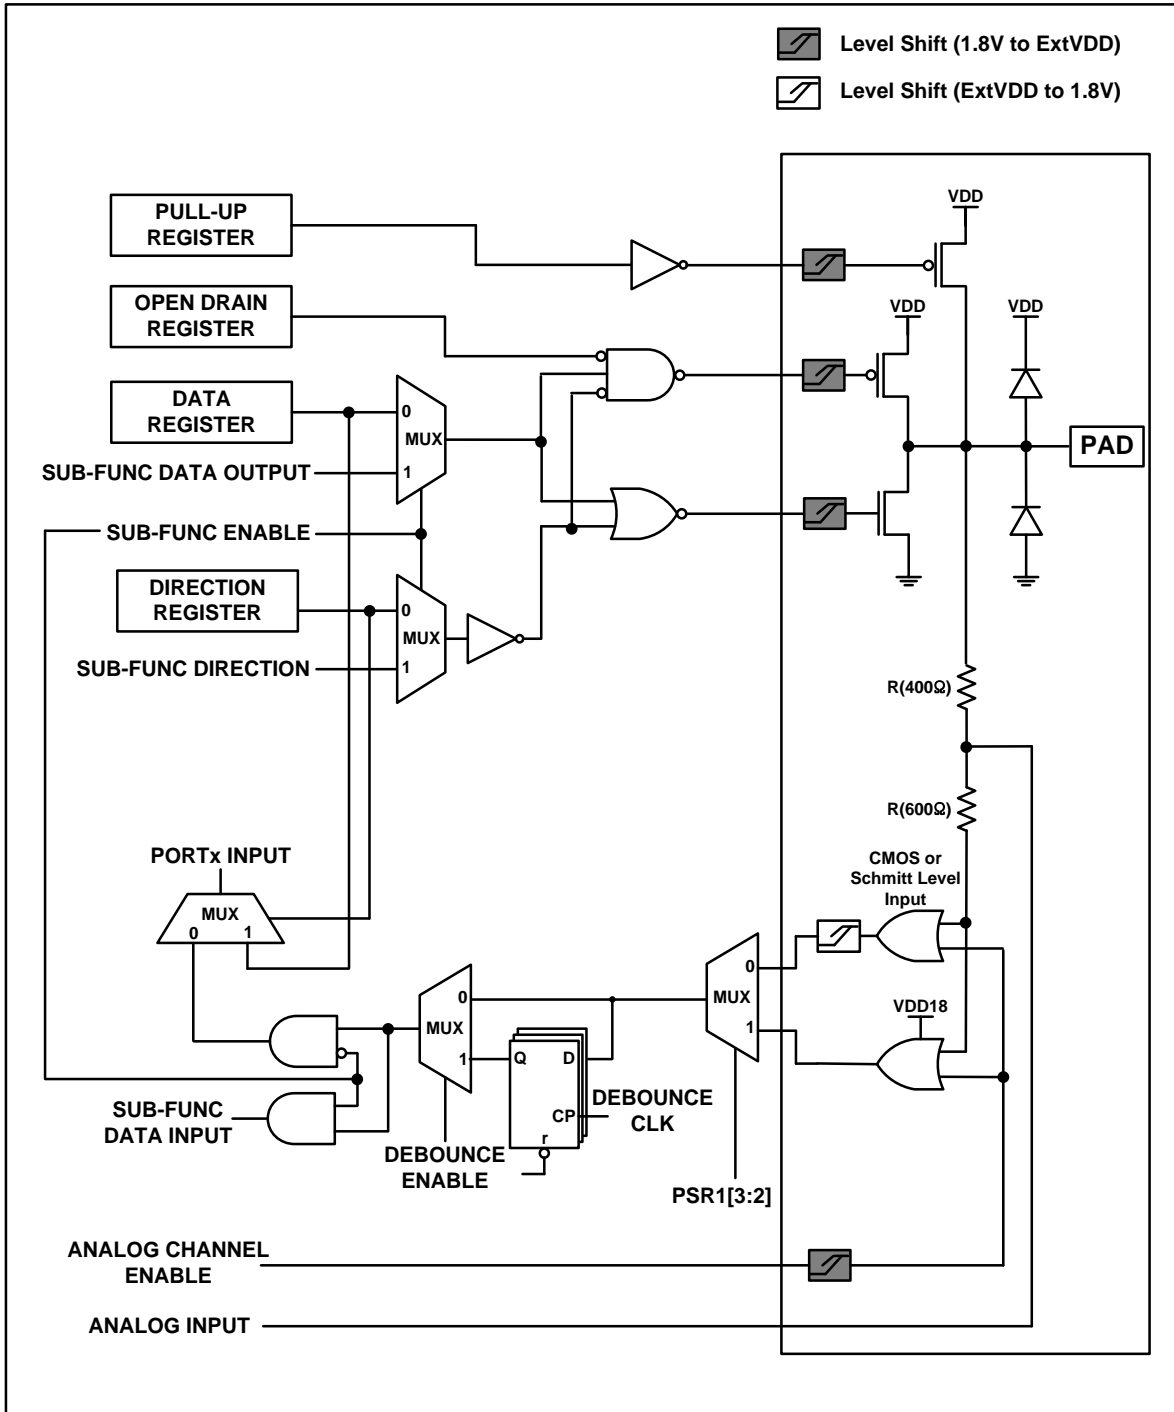 Level Shift (1.8V to ExtVDD)
Level Shift (ExtVDD to 1.8V)
PULL-UP
REGISTER
VDD
OPEN DRAIN
REGISTER
VDD
VDD
DATA
REGISTER
0
MUX
1
SUB-FUNC DATA OUTPUT
PAD
SUB-FUNC ENABLE
DIRECTION
REGISTER
0
MUX
1
SUB-FUNC DIRECTION
R(400Ω)
R(600Ω)
PORTx INPUT
MUX
0 1
CMOS or
Schmitt Level
Input
0
MUX
1
VDD18
0
MUX
1
Q D
CP
r
DEBOUNCE
CLK
SUB-FUNC
DATA INPUT
DEBOUNCE
ENABLE
PSR1[3:2]
ANALOG CHANNEL
ENABLE
ANALOG INPUT